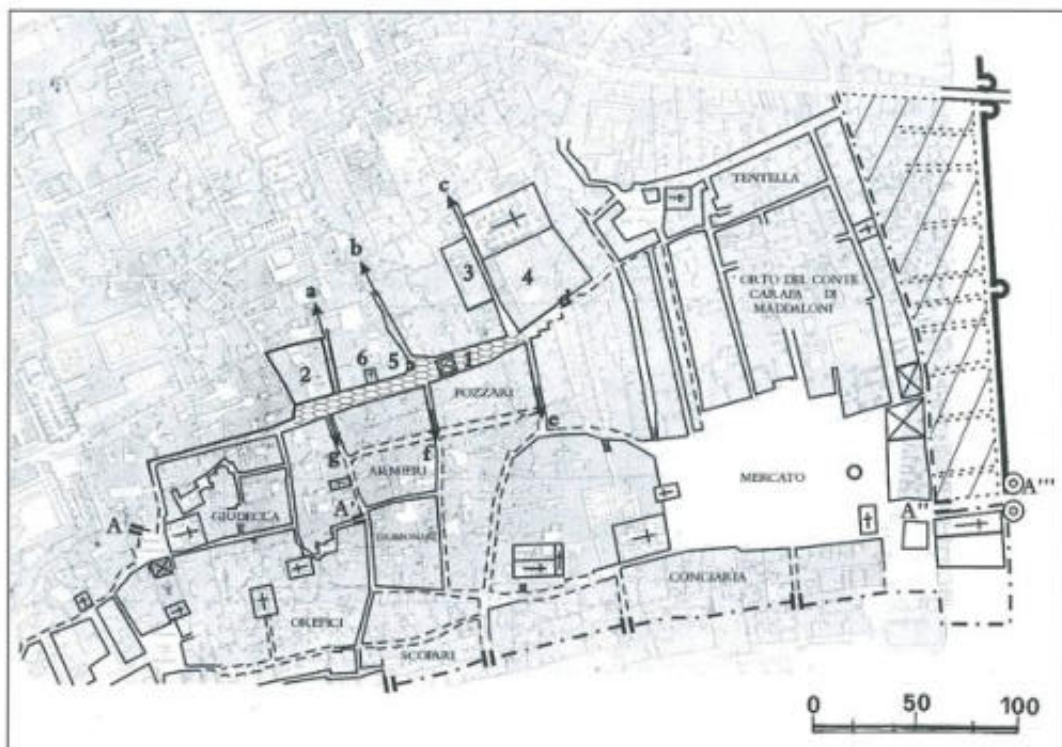 c
TENTELLA
b
3
4
ORTO DEL CONTE
CARAFA DI
MADDALONI
d
a
6
5
1
2
POZZARI
e
f
g
ARMIERI
MERCATO
A'''
A
GIUDECCA
A'
A''
CONCIARIA
OREFICI
SCOPARI
0 50 100